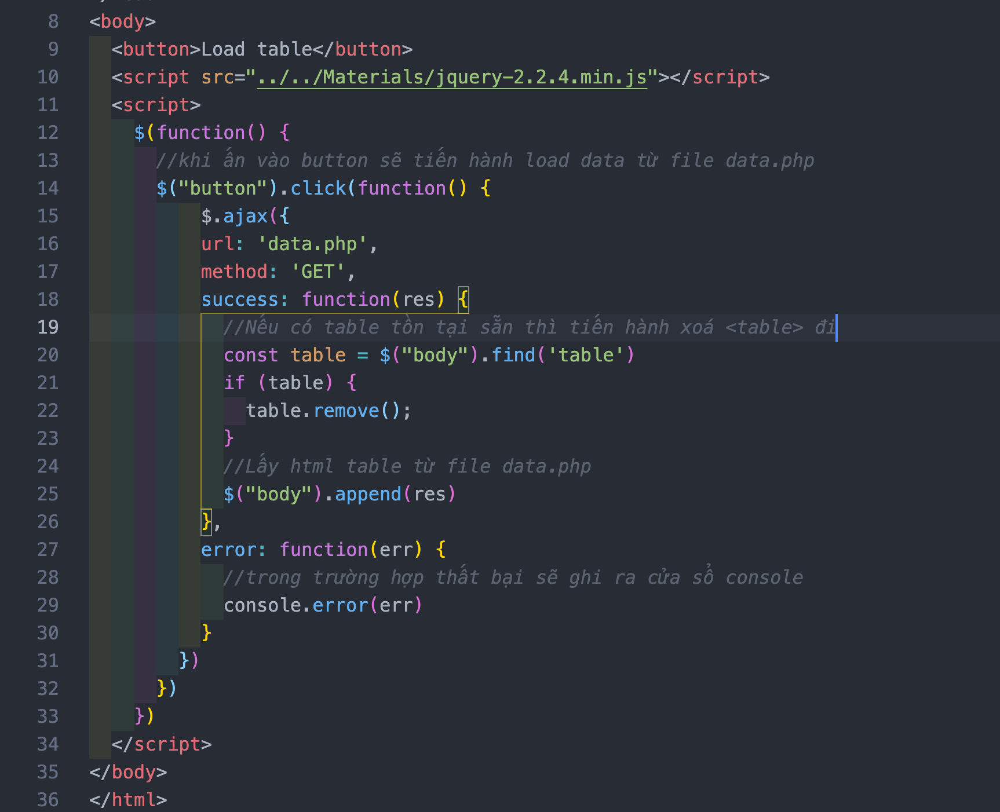 8 <body>
9 <button>Load table</button>
10 <script src="../../Materials/jquery-2.2.4.min.js"></script>
11 <script>
12 $(function() {
13 //khi ấn vào button sẽ tiến hành load data từ file data.php
14 $("button").click(function() {
15 $.ajax({
16 url: 'data.php',
17 method: 'GET',
18 success: function(res) {
19 //Nếu có table tồn tại sẵn thì tiến hành xoá <table> đi
20 const table = $("body").find('table')
21 if (table) {
22 table.remove();
23 }
24 //Lấy html table từ file data.php
25 $("body").append(res)
26 },
27 error: function(err) {
28 //trong trường hợp thất bại sẽ ghi ra cửa sổ console
29 console.error(err)
30 }
31 })
32 })
33 })
34 </script>
35 </body>
36 </html>